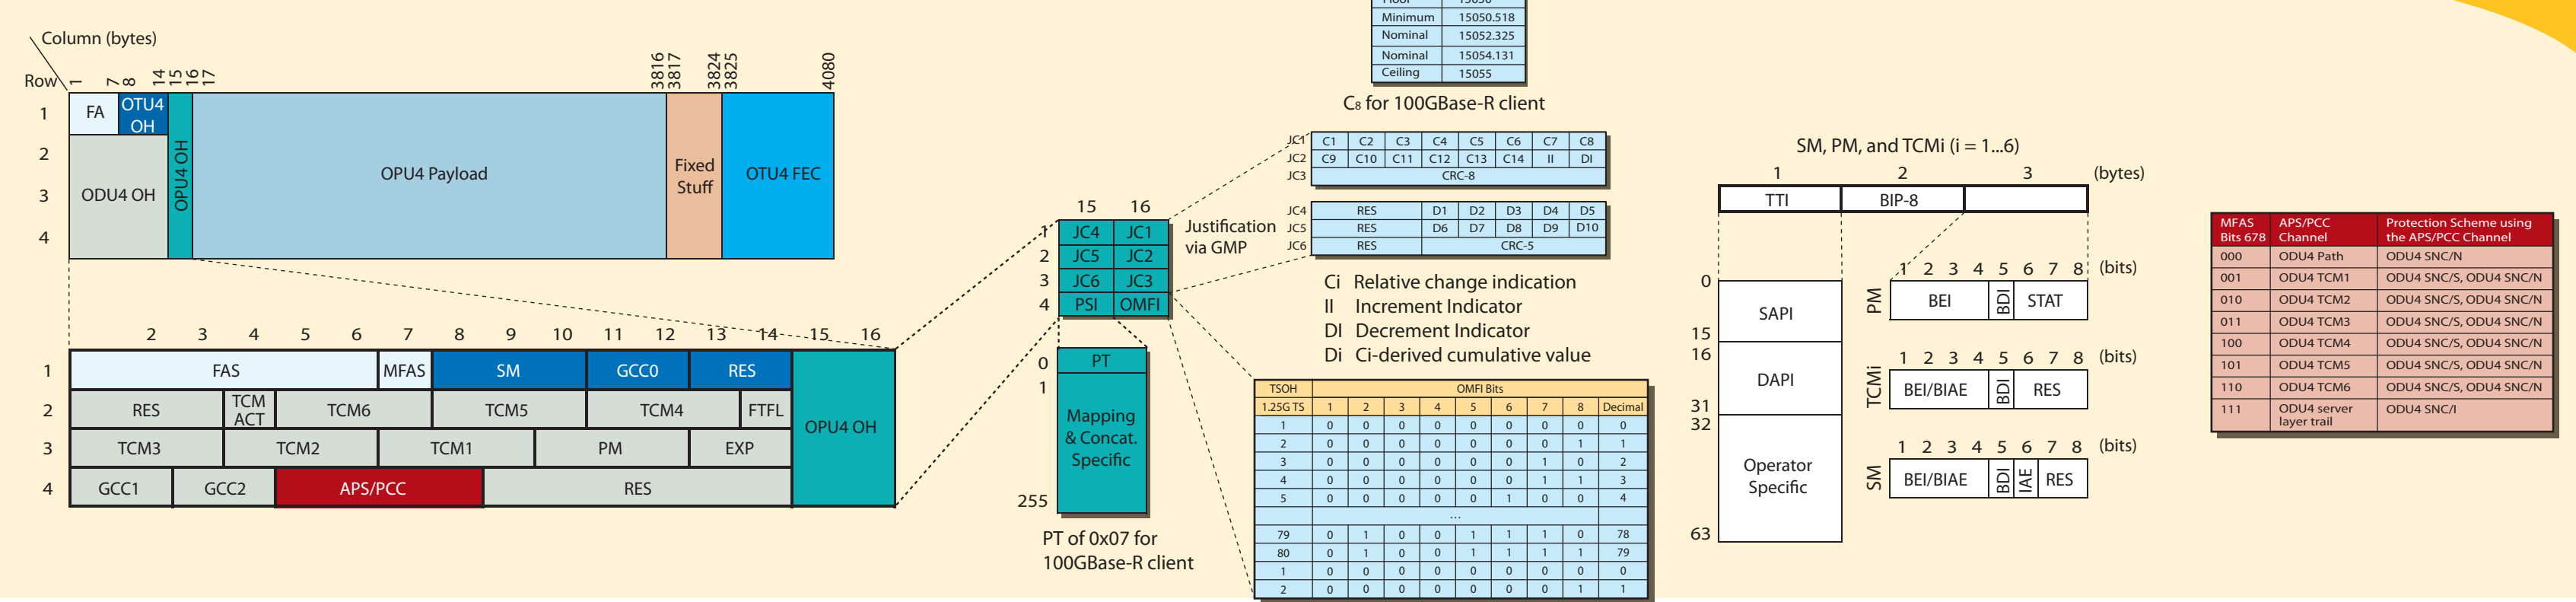 Column (bytes)
Row
1 7 8 14 15 16 17 3816 3817 3824 3825 4080
1
2
3
4
FA
OTU4
OH
ODU4 OH
OPU4 OH
OPU4 Payload
Fixed
Stuff
OTU4 FEC
2 3 4 5 6 7 8 9 10 11 12 13 14 15 16
1 FAS MFAS SM GCC0 RES
2 RES TCM ACT TCM6 TCM5 TCM4 FTFL
3 TCM3 TCM2 TCM1 PM EXP
4 GCC1 GCC2 APS/PCC RES
OPU4 OH
15 16
1 JC4 JC1
2 JC5 JC2
3 JC6 JC3
4 PSI OMFI
0 PT
1
Mapping
& Concat.
Specific
255
PT of 0x07 for
100GBase-R client
Justification
via GMP
Minimum 15050.518
Nominal 15052.325
Nominal 15054.131
Ceiling 15055
C8 for 100GBase-R client
JC1 C1 C2 C3 C4 C5 C6 C7 C8
JC2 C9 C10 C11 C12 C13 C14 II DI
JC3 CRC-8
JC4 RES D1 D2 D3 D4 D5
JC5 RES D6 D7 D8 D9 D10
JC6 RES CRC-5
Ci Relative change indication
II Increment Indicator
DI Decrement Indicator
Di Ci-derived cumulative value
TSOH OMFI Bits
1.25G TS 1 2 3 4 5 6 7 8 Decimal
1 0 0 0 0 0 0 0 0 0
2 0 0 0 0 0 0 0 1 1
3 0 0 0 0 0 0 1 0 2
4 0 0 0 0 0 0 1 1 3
5 0 0 0 0 0 1 0 0 4
...
79 0 1 0 0 1 1 1 0 78
80 0 1 0 0 1 1 1 1 79
1 0 0 0 0 0 0 0 0 0
2 0 0 0 0 0 0 0 1 1
SM, PM, and TCMi (i = 1...6)
1 2 3 (bytes)
TTI BIP-8
0
SAPI
15
16
DAPI
31
32
Operator
Specific
63
1 2 3 4 5 6 7 8 (bits)
PM BEI BDI STAT
1 2 3 4 5 6 7 8 (bits)
TCMi BEI/BIAE BDI RES
1 2 3 4 5 6 7 8 (bits)
SM BEI/BIAE BDI IAE RES
MFAS APS/PCC Protection Scheme using
Bits 678 Channel the APS/PCC Channel
000 ODU4 Path ODU4 SNC/N
001 ODU4 TCM1 ODU4 SNC/S, ODU4 SNC/N
010 ODU4 TCM2 ODU4 SNC/S, ODU4 SNC/N
011 ODU4 TCM3 ODU4 SNC/S, ODU4 SNC/N
100 ODU4 TCM4 ODU4 SNC/S, ODU4 SNC/N
101 ODU4 TCM5 ODU4 SNC/S, ODU4 SNC/N
110 ODU4 TCM6 ODU4 SNC/S, ODU4 SNC/N
111 ODU4 server ODU4 SNC/I
layer trail